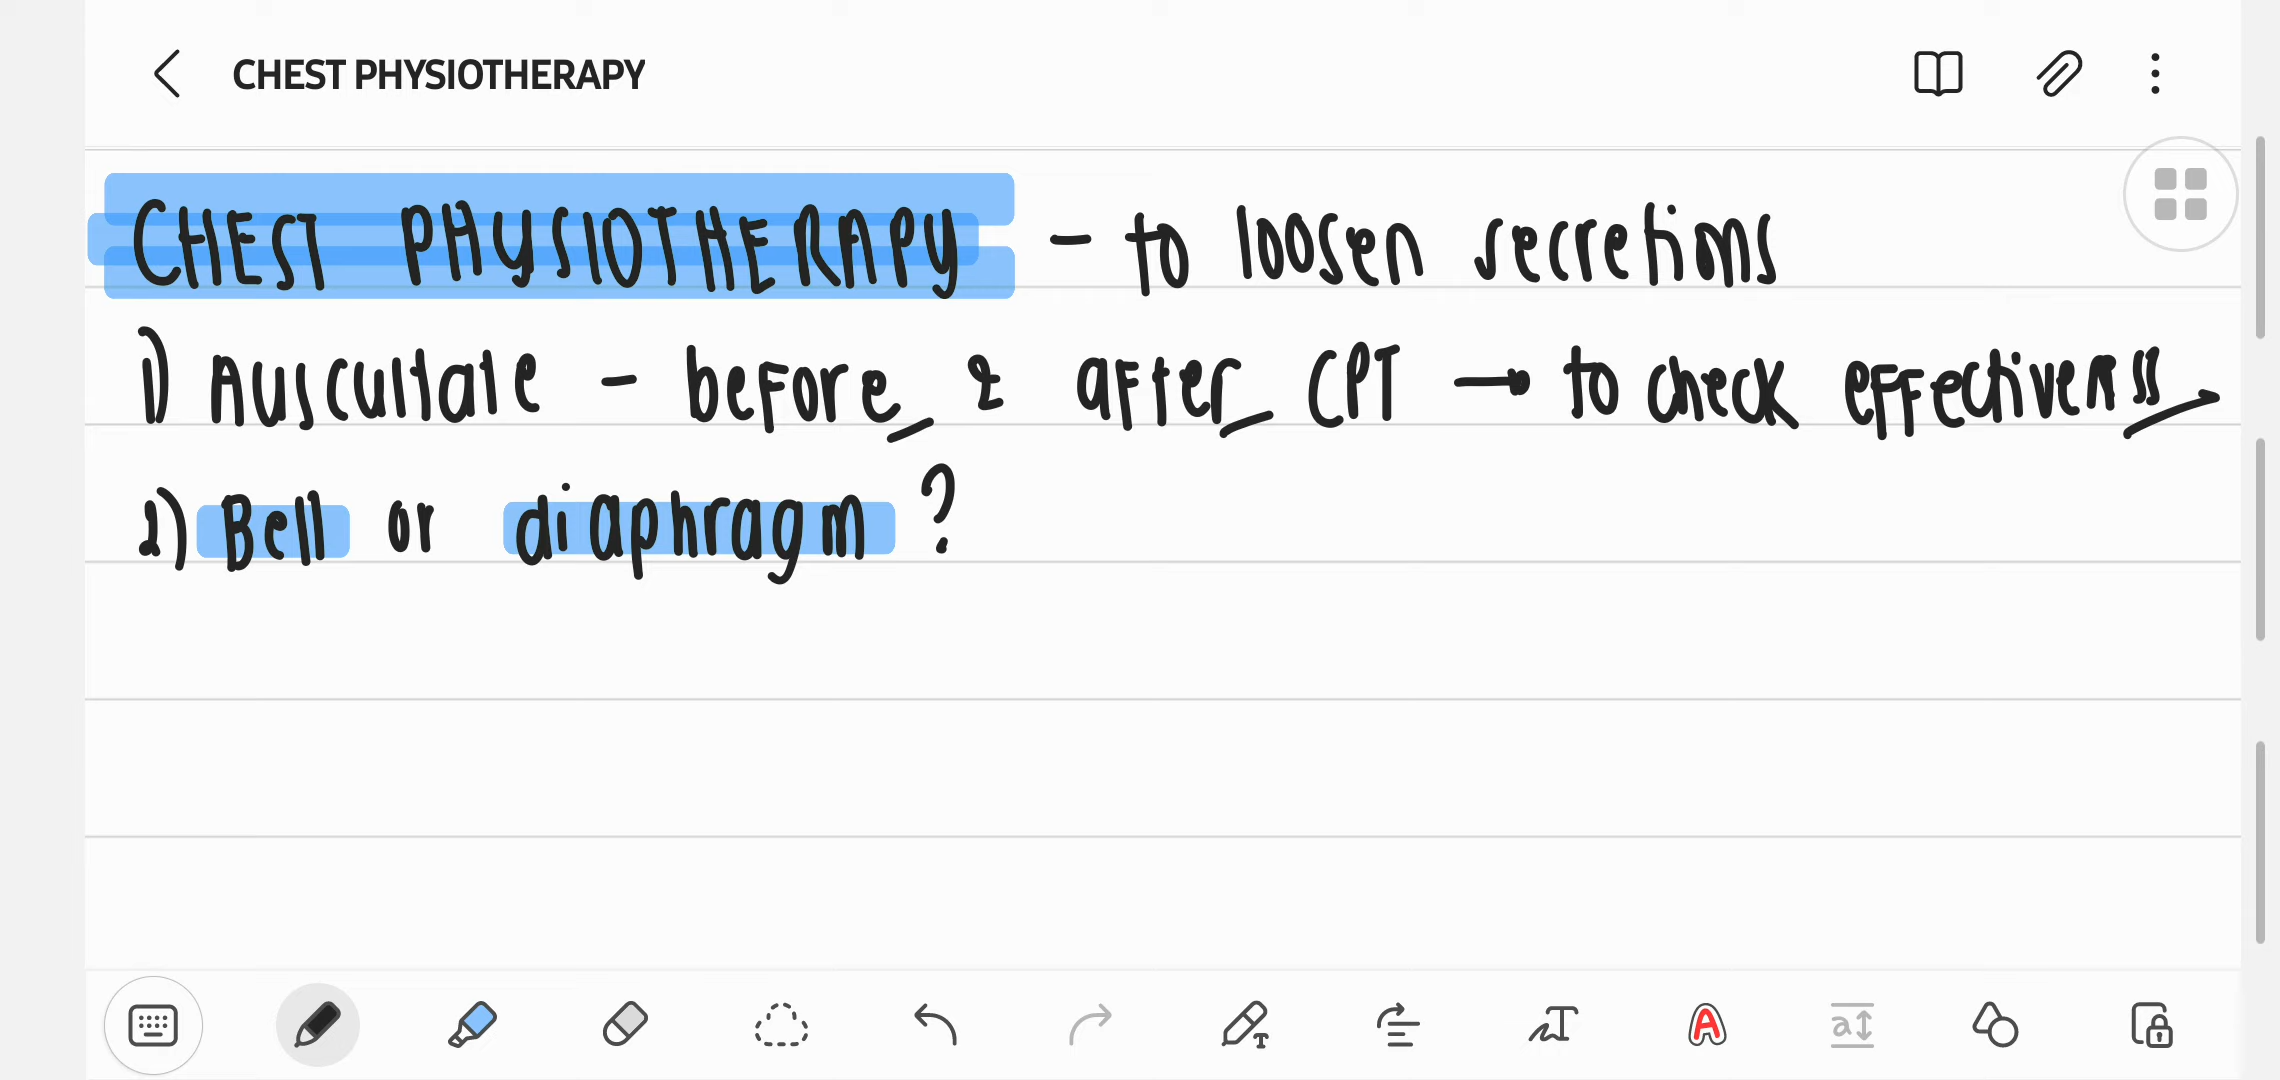 CHEST PHYSIOTHERAPY
CHEST PHYSIOTHERAPY - to loosen secretions
1) Auscultate - before & after CPT → to check effectiveness
2) Bell or diaphragm ?